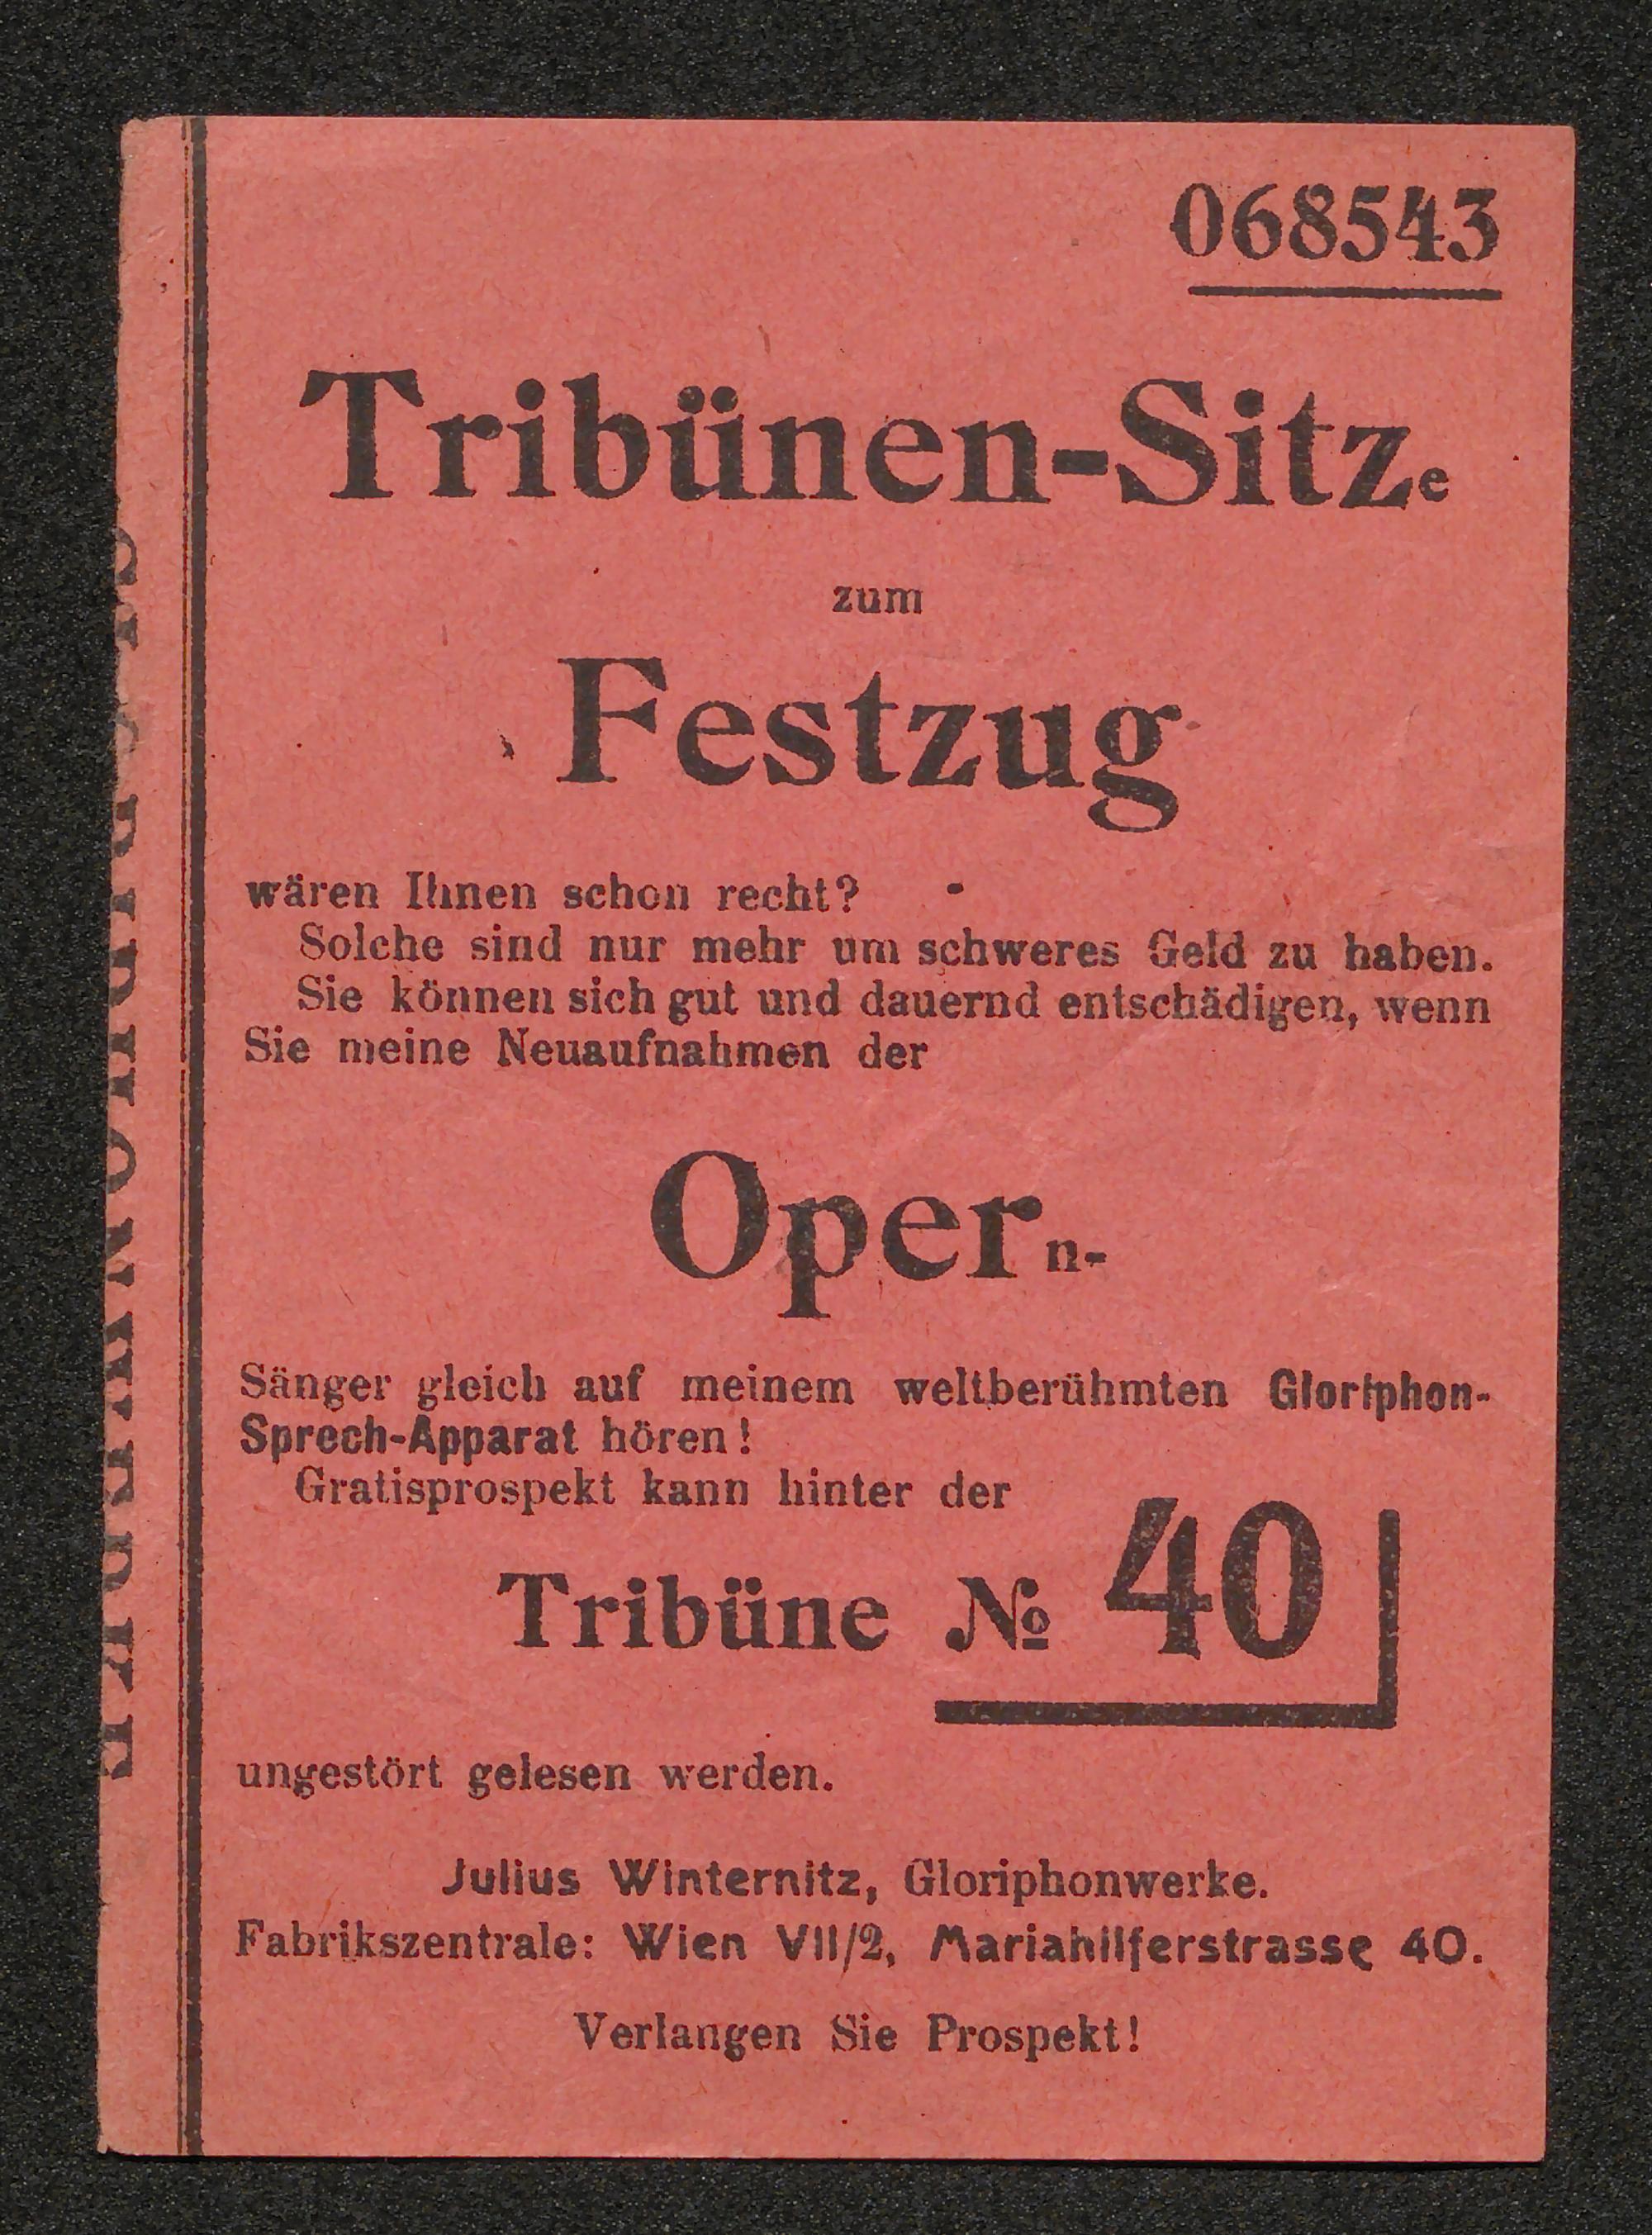 068543
Tribünen-Sitze
zum
Festzug
wären Ihnen schon recht?
Solche sind nur mehr um schweres Geld zu haben.
Sie können sich gut und dauernd entschädigen, wenn
Sie meine Neuaufnahmen der
Opern-
Sänger gleich auf meinem weltberühmten Gloriphon-
Sprech-Apparat hören!
Gratisprospekt kann hinter der
Tribüne № 40
ungestört gelesen werden.
Julius Winternitz, Gloriphonwerke.
Fabrikszentrale: Wien VII/2, Mariahilferstrasse 40.
Verlangen Sie Prospekt!